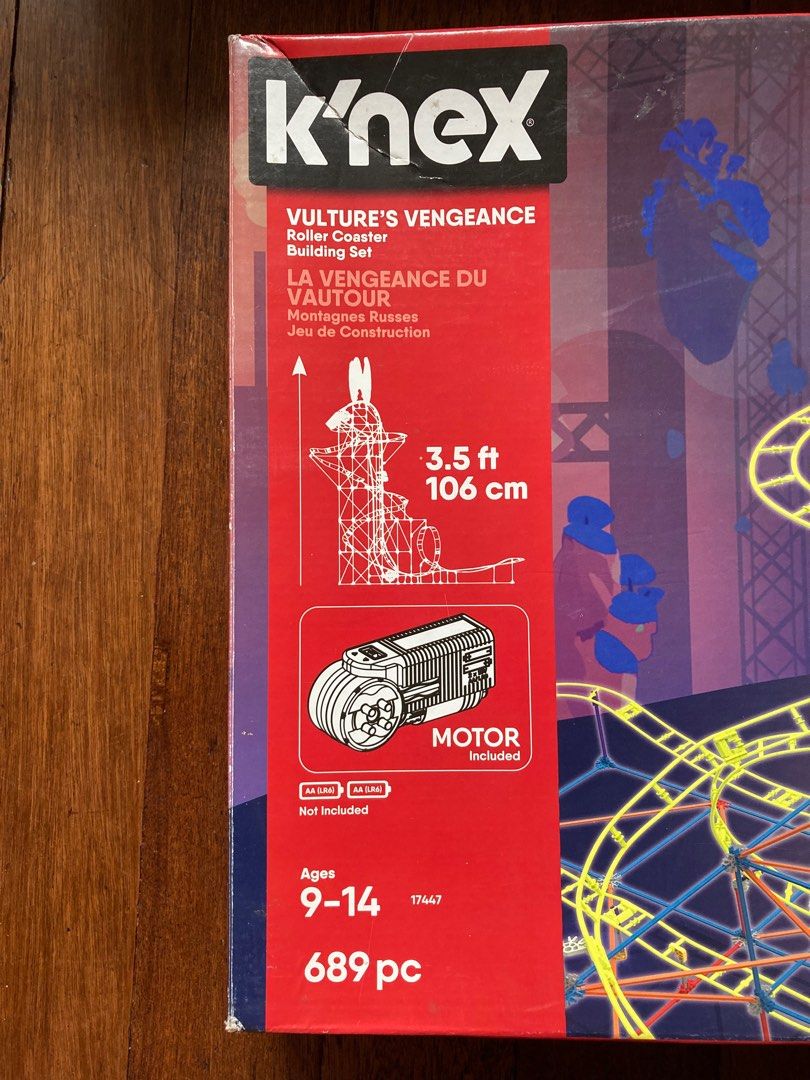 k'nex®
VULTURE'S VENGEANCE
Roller Coaster
Building Set
LA VENGEANCE DU
VAUTOUR
Montagnes Russes
Jeu de Construction
3.5 ft
106 cm
MOTOR
Included
AA (LR6) AA (LR6)
Not Included
Ages
9-14 17447
689 pc